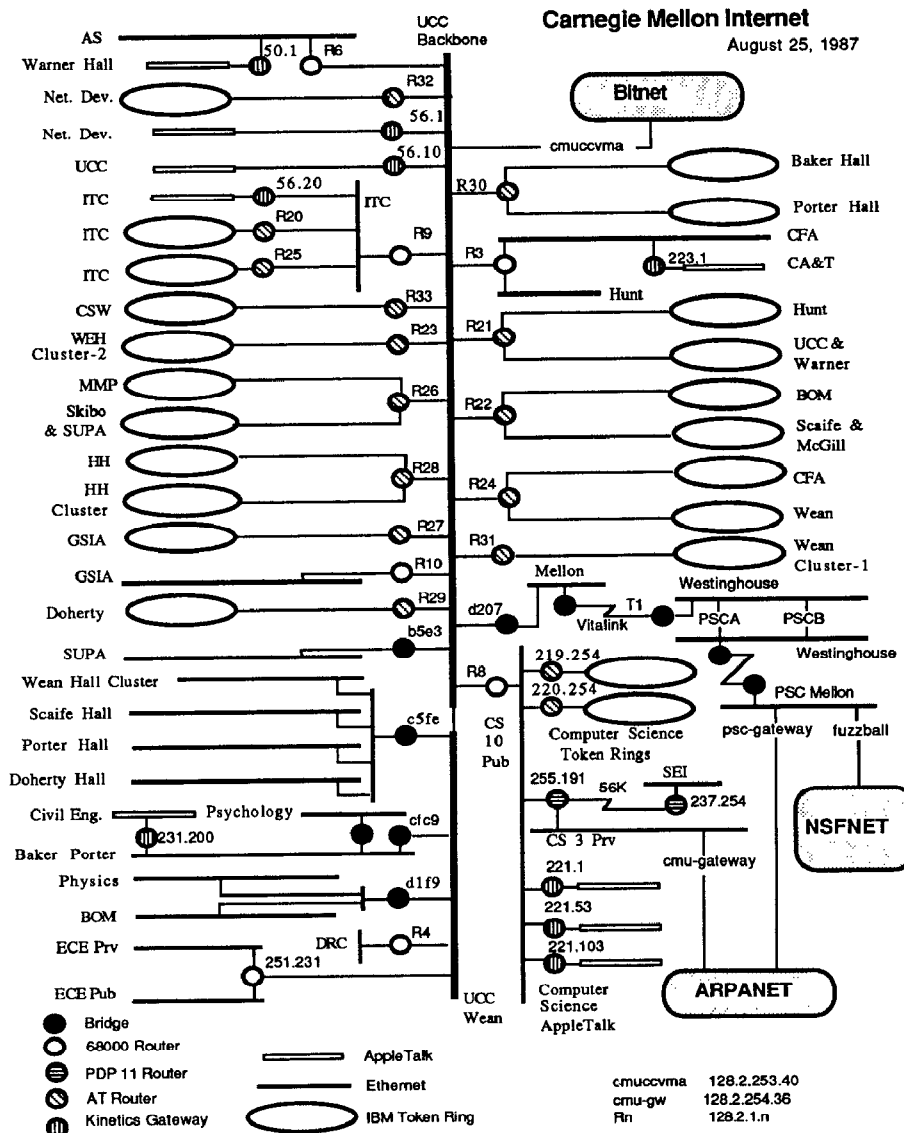 Carnegie Mellon Internet
August 25, 1987
UCC
Backbone
AS
50.1
R6
Warner Hall
Net. Dev.
R32
Net. Dev.
56.1
UCC
56.10
ITC
56.20
ITC
ITC
R20
R9
ITC
R25
CSW
R33
WEH
Cluster-2
R23
MMP
R26
Skibo
& SUPA
HH
R28
HH
Cluster
GSIA
R27
GSIA
R10
Doherty
R29
SUPA
b5e3
Wean Hall Cluster
Scaife Hall
c5fe
Porter Hall
Doherty Hall
Civil Eng.
Psychology
231.200
cfc9
Baker Porter
Physics
d1f9
BOM
ECE Prv
DRC
R4
251.231
ECE Pub
UCC
Wean
Bitnet
cmuccvma
R30
Baker Hall
Porter Hall
R3
CFA
223.1
CA&T
Hunt
R21
Hunt
UCC &
Warner
R22
BOM
Scaife &
McGill
R24
CFA
Wean
R31
Wean
Cluster-1
Mellon
d207
Vitalink
T1
Westinghouse
PSCA
PSCB
Westinghouse
PSC Mellon
psc-gateway
fuzzball
R8
CS
10
Pub
219.254
220.254
Computer Science
Token Rings
255.191
56K
SEI
237.254
CS 3 Prv
cmu-gateway
NSFNET
221.1
221.53
221.103
Computer
Science
AppleTalk
ARPANET
Bridge
68000 Router
PDP 11 Router
AT Router
Kinetics Gateway
AppleTalk
Ethernet
IBM Token Ring
cmuccvma 128.2.253.40
cmu-gw 128.2.254.36
Rn 128.2.1.n